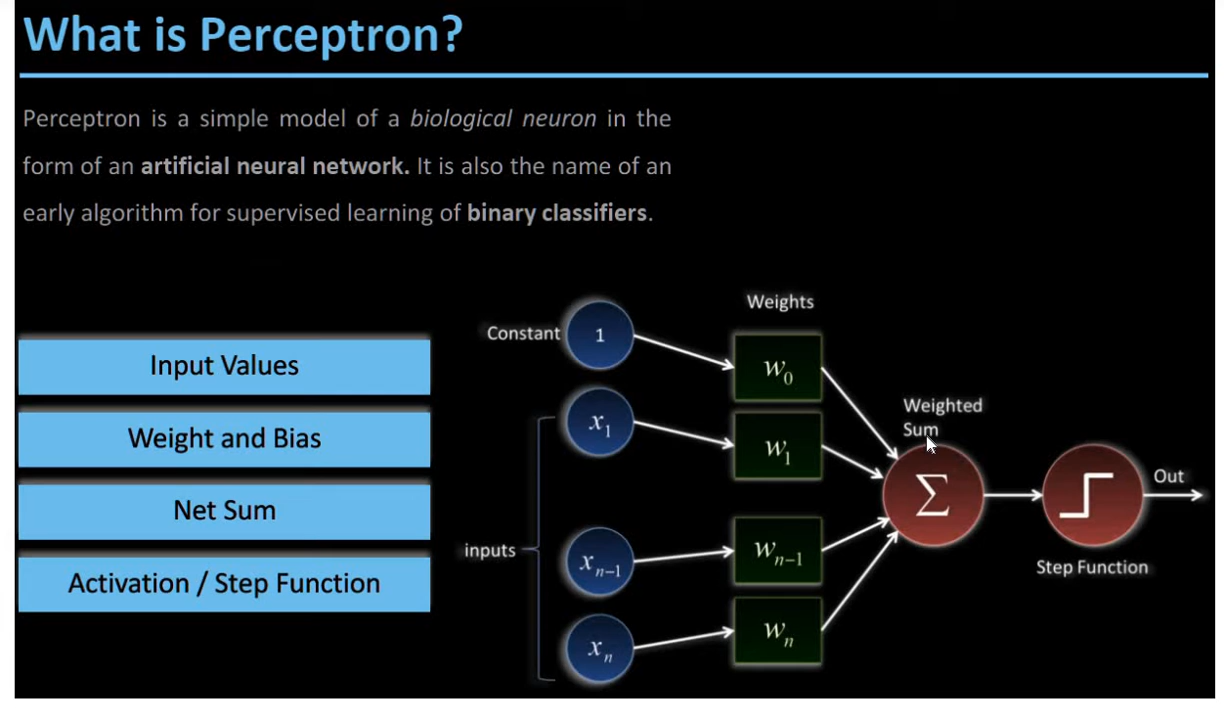 What is Perceptron?
Perceptron is a simple model of a biological neuron in the
form of an artificial neural network. It is also the name of an
early algorithm for supervised learning of binary classifiers.
Input Values
Weight and Bias
Net Sum
Activation / Step Function
Weights
Constant
1
w₀
x₁
w₁
inputs
xₙ₋₁
wₙ₋₁
xₙ
wₙ
Weighted
Sum
Σ
Step Function
Out